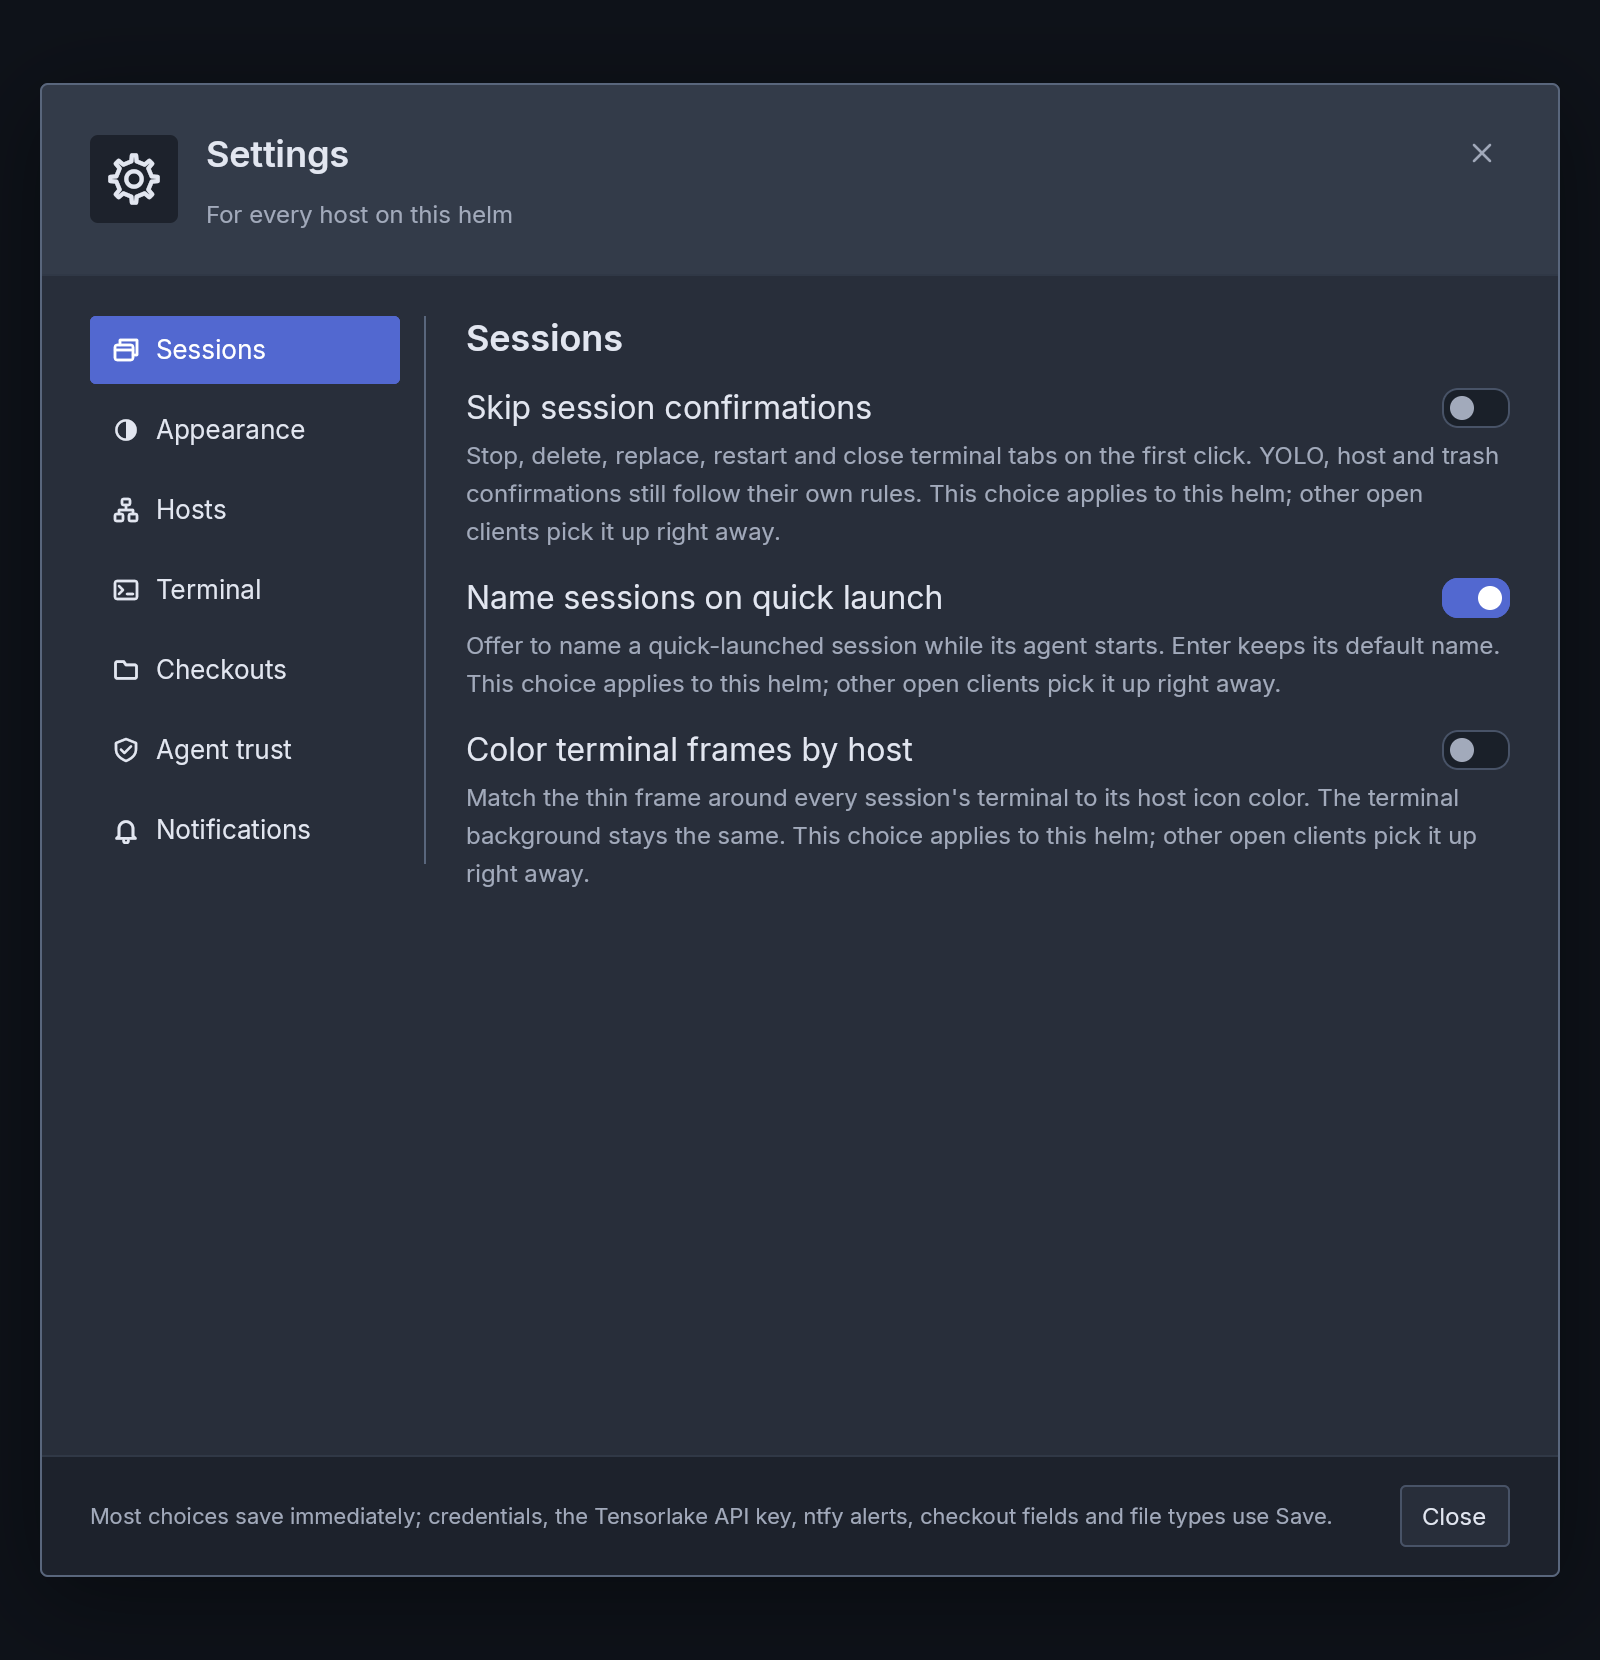 Settings
For every host on this helm
Sessions
Appearance
Hosts
Terminal
Checkouts
Agent trust
Notifications
Sessions
Skip session confirmations
Stop, delete, replace, restart and close terminal tabs on the first click. YOLO, host and trash
confirmations still follow their own rules. This choice applies to this helm; other open
clients pick it up right away.
Name sessions on quick launch
Offer to name a quick-launched session while its agent starts. Enter keeps its default name.
This choice applies to this helm; other open clients pick it up right away.
Color terminal frames by host
Match the thin frame around every session's terminal to its host icon color. The terminal
background stays the same. This choice applies to this helm; other open clients pick it up
right away.
Most choices save immediately; credentials, the Tensorlake API key, ntfy alerts, checkout fields and file types use Save.
Close